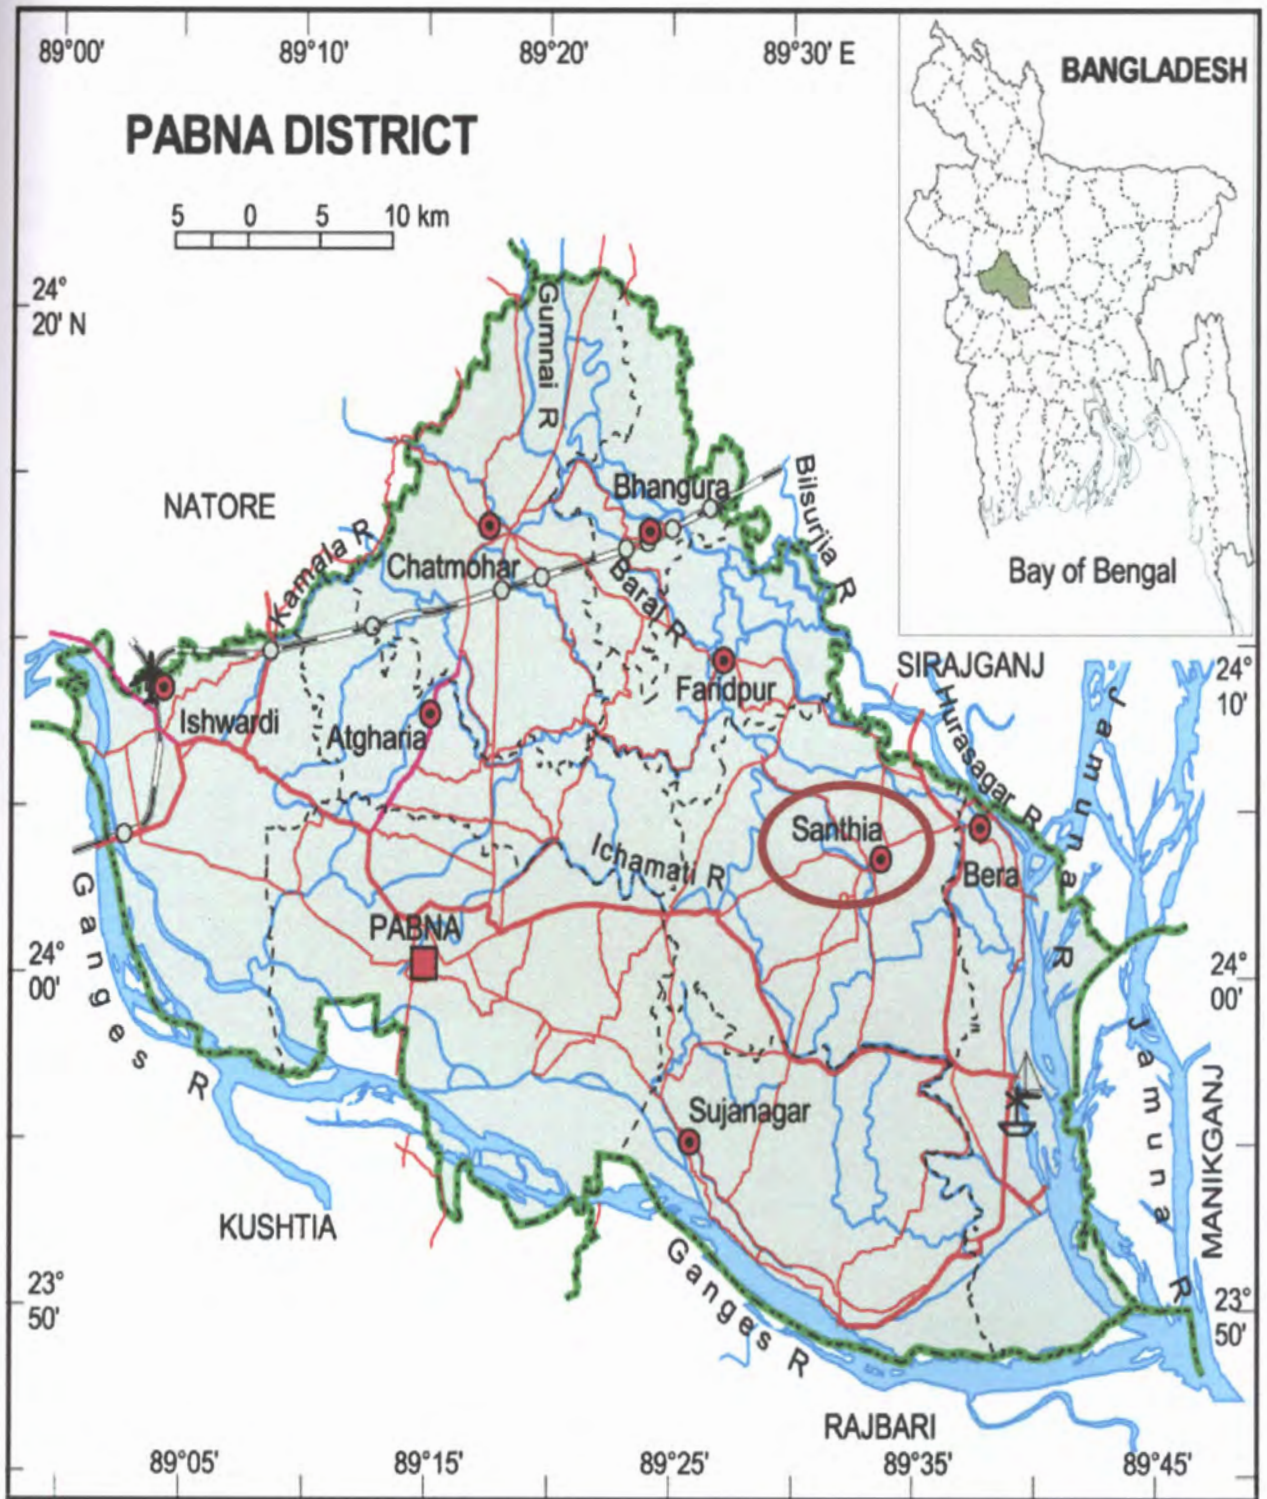 89°00'
89°10'
89°20'
89°30' E
BANGLADESH
PABNA DISTRICT
5 0 5 10 km
24°
20' N
Gumnai R
Bhangura
Bilsurjia R
NATORE
Kamala R
Chatmohar
Baral R
Bay of Bengal
SIRAJGANJ
24°
10'
Faridpur
Hurasagar R
Jamuna R
Ishwardi
Atgharia
Santhia
Ichamati R
Bera
Ganges R
PABNA
24°
00'
24°
00'
Jamuna R
MANIKGANJ
Sujanagar
KUSHTIA
Ganges R
23°
50'
23°
50'
RAJBARI
89°05'
89°15'
89°25'
89°35'
89°45'